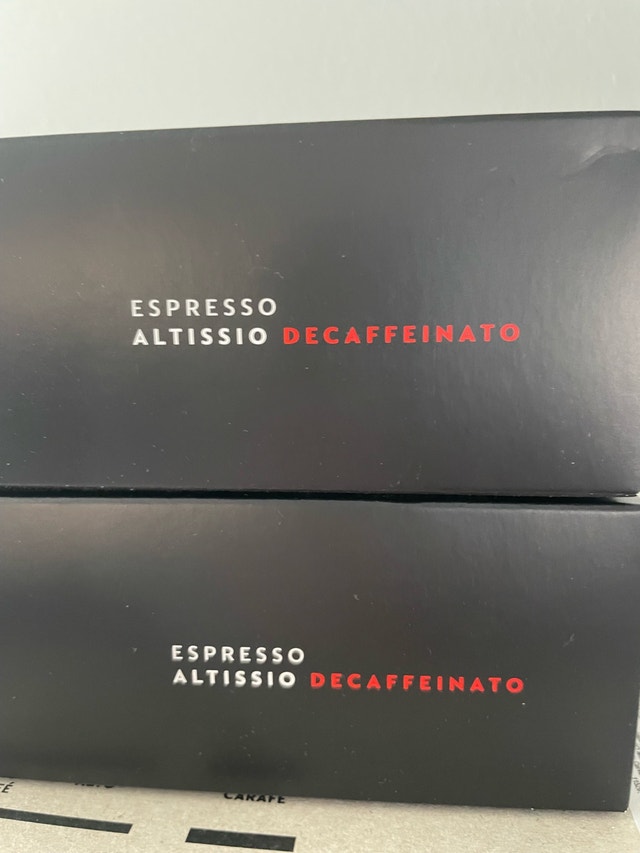 ESPRESSO
ALTISSIO DECAFFEINATO
ESPRESSO
ALTISSIO DECAFFEINATO
CARAFE